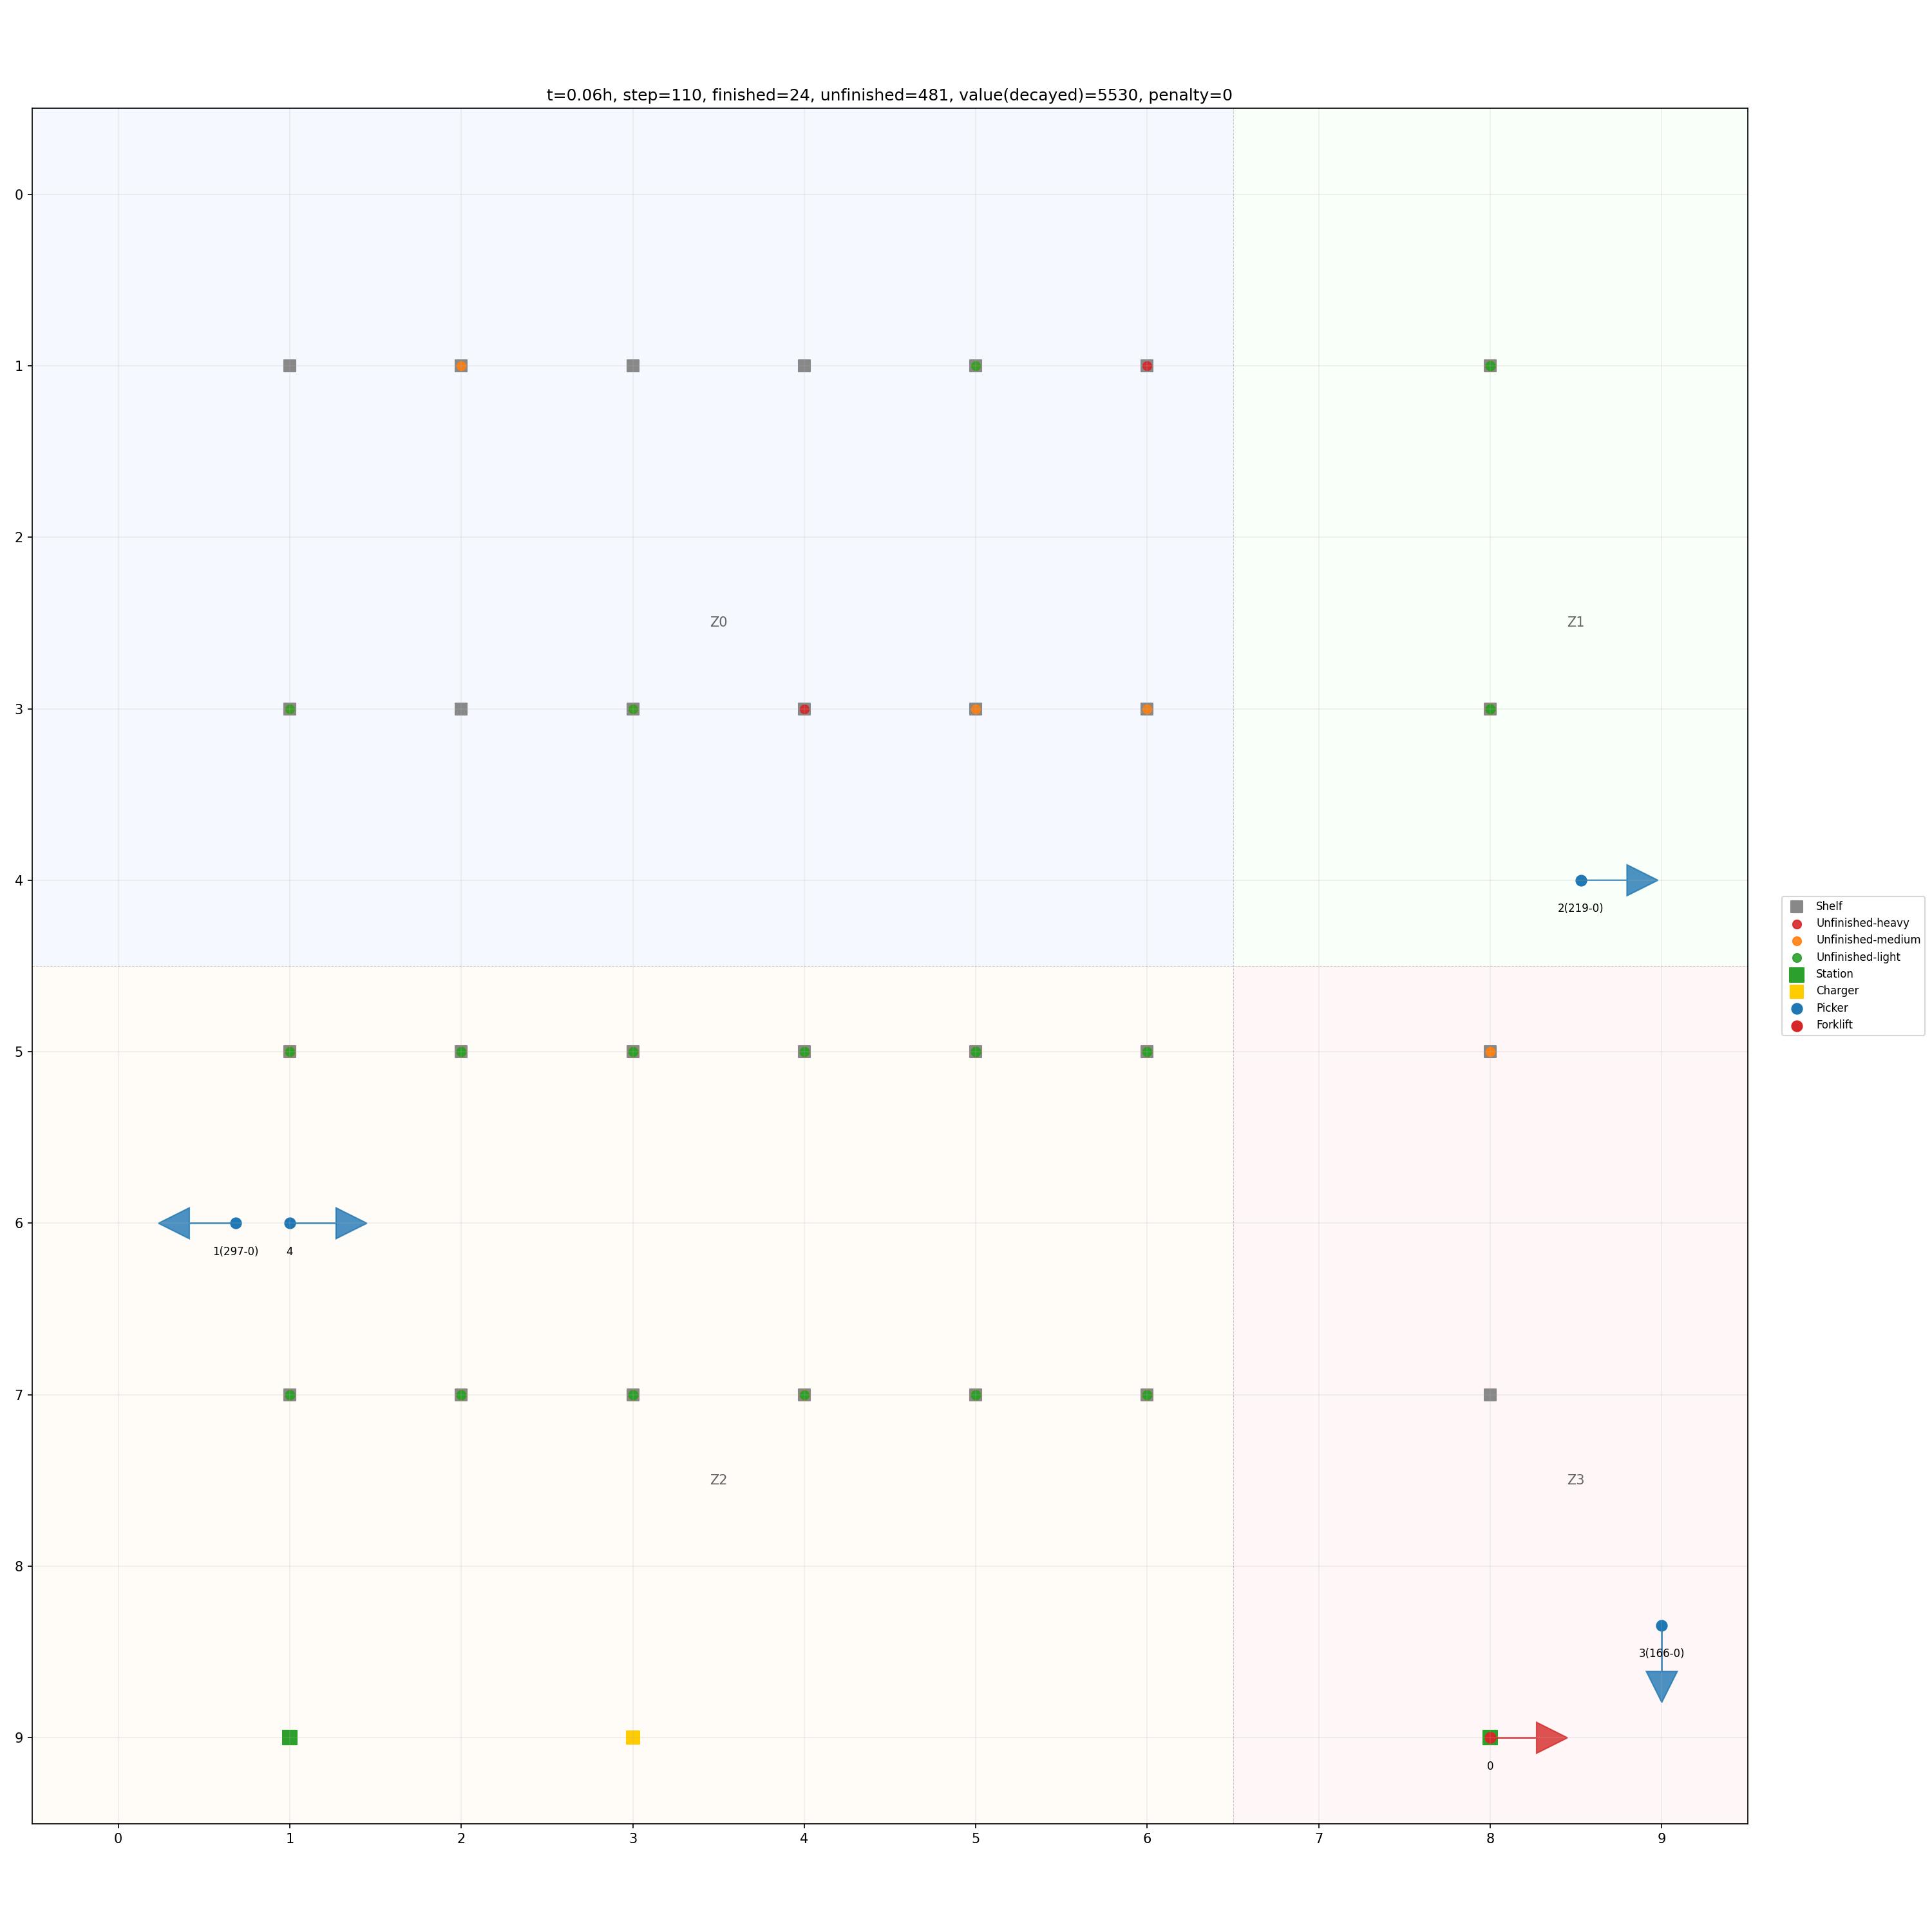 t=0.06h, step=110, finished=24, unfinished=481, value(decayed)=5530, penalty=0
0
1
2
Z0
Z1
3
4
2(219-0)
Shelf
Unfinished-heavy
Unfinished-medium
Unfinished-light
Station
Charger
Picker
Forklift
5
6
1(297-0)
4
7
Z2
Z3
8
3(166-0)
9
0
0 1 2 3 4 5 6 7 8 9